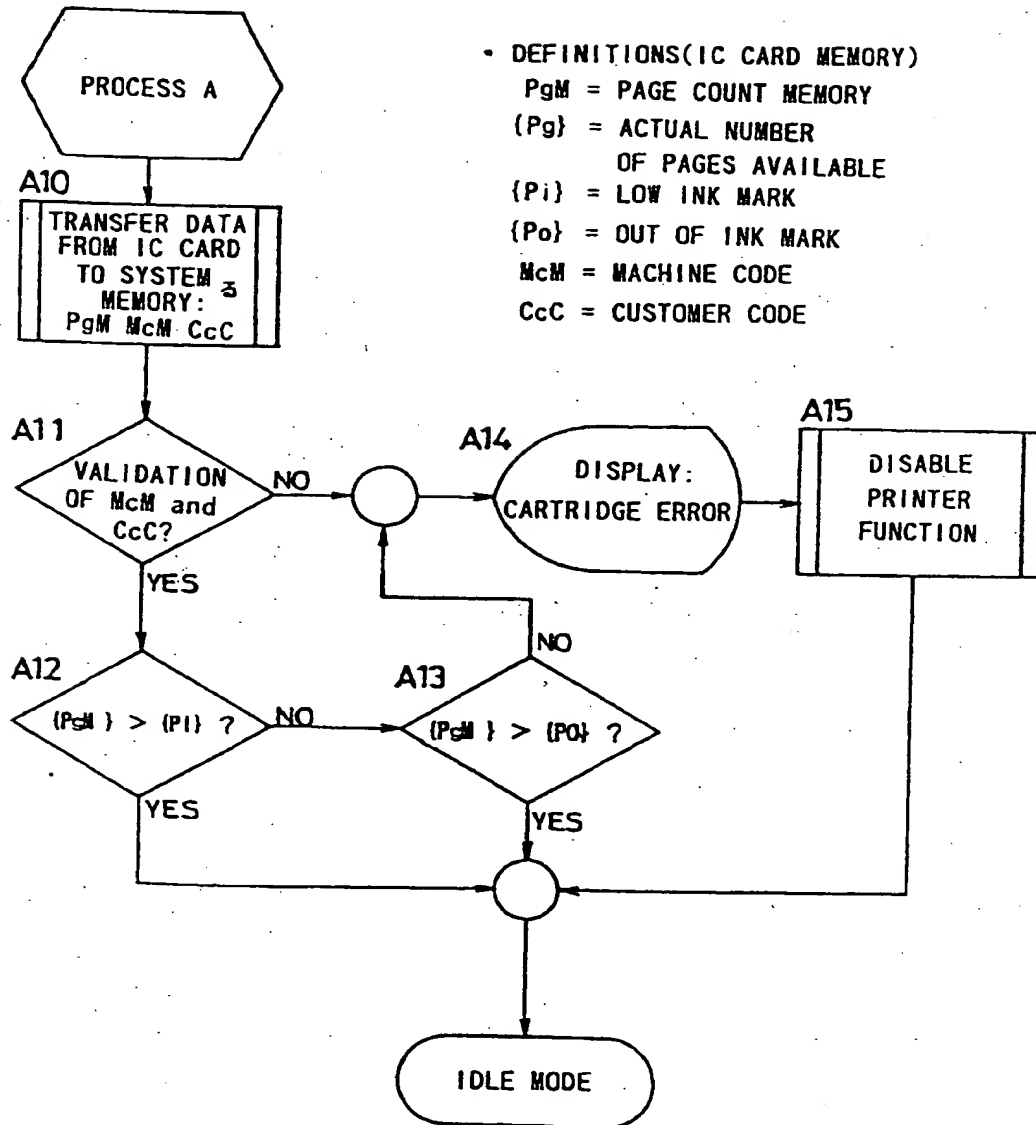 PROCESS A
• DEFINITIONS(IC CARD MEMORY)
PgM = PAGE COUNT MEMORY
{Pg} = ACTUAL NUMBER
OF PAGES AVAILABLE
{Pi} = LOW INK MARK
{Po} = OUT OF INK MARK
McM = MACHINE CODE
CcC = CUSTOMER CODE
A10
TRANSFER DATA
FROM IC CARD
TO SYSTEM 3
MEMORY:
PgM McM CcC
A11
VALIDATION
OF McM and
CcC?
NO
YES
A14
DISPLAY:
CARTRIDGE ERROR
A15
DISABLE
PRINTER
FUNCTION
A12
{PgM } > {PI} ?
NO
YES
A13
{PgM } > {PO} ?
NO
YES
IDLE MODE